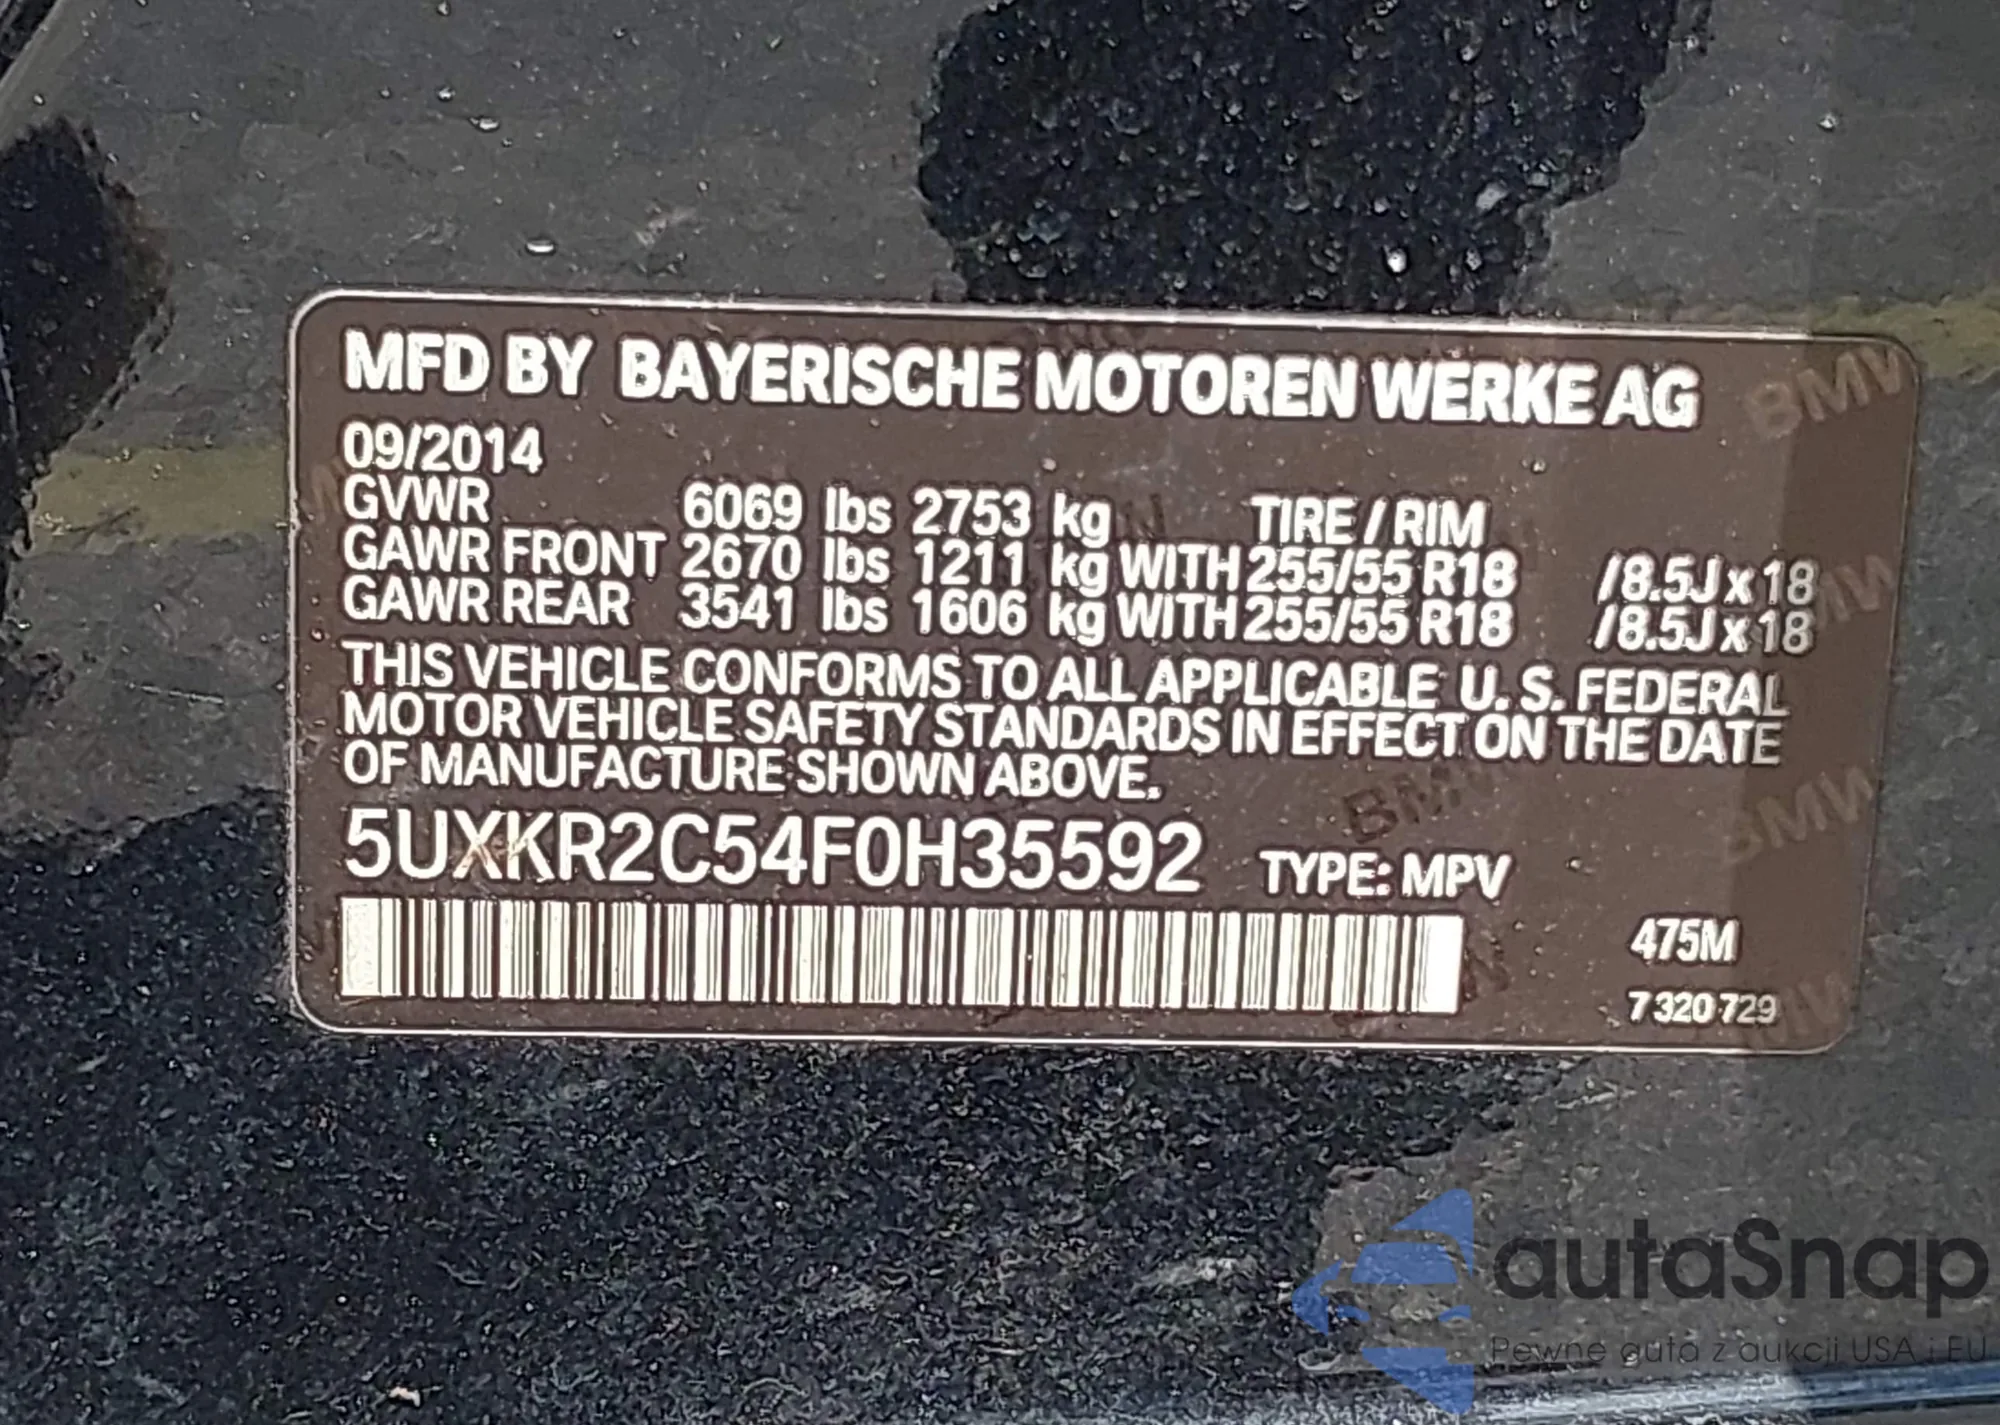 MFD BY BAYERISCHE MOTOREN WERKE AG
09/2014
GVWR 6069 lbs 2753 kg TIRE / RIM
GAWR FRONT 2670 lbs 1211 kg WITH 255/55 R18 /8.5J x 18
GAWR REAR 3541 lbs 1606 kg WITH 255/55 R18 /8.5J x 18
THIS VEHICLE CONFORMS TO ALL APPLICABLE U. S. FEDERAL
MOTOR VEHICLE SAFETY STANDARDS IN EFFECT ON THE DATE
OF MANUFACTURE SHOWN ABOVE.
5UXKR2C54F0H35592 TYPE: MPV
475M
7 320 729
autaSnap
Pewne auta z aukcji USA i EU